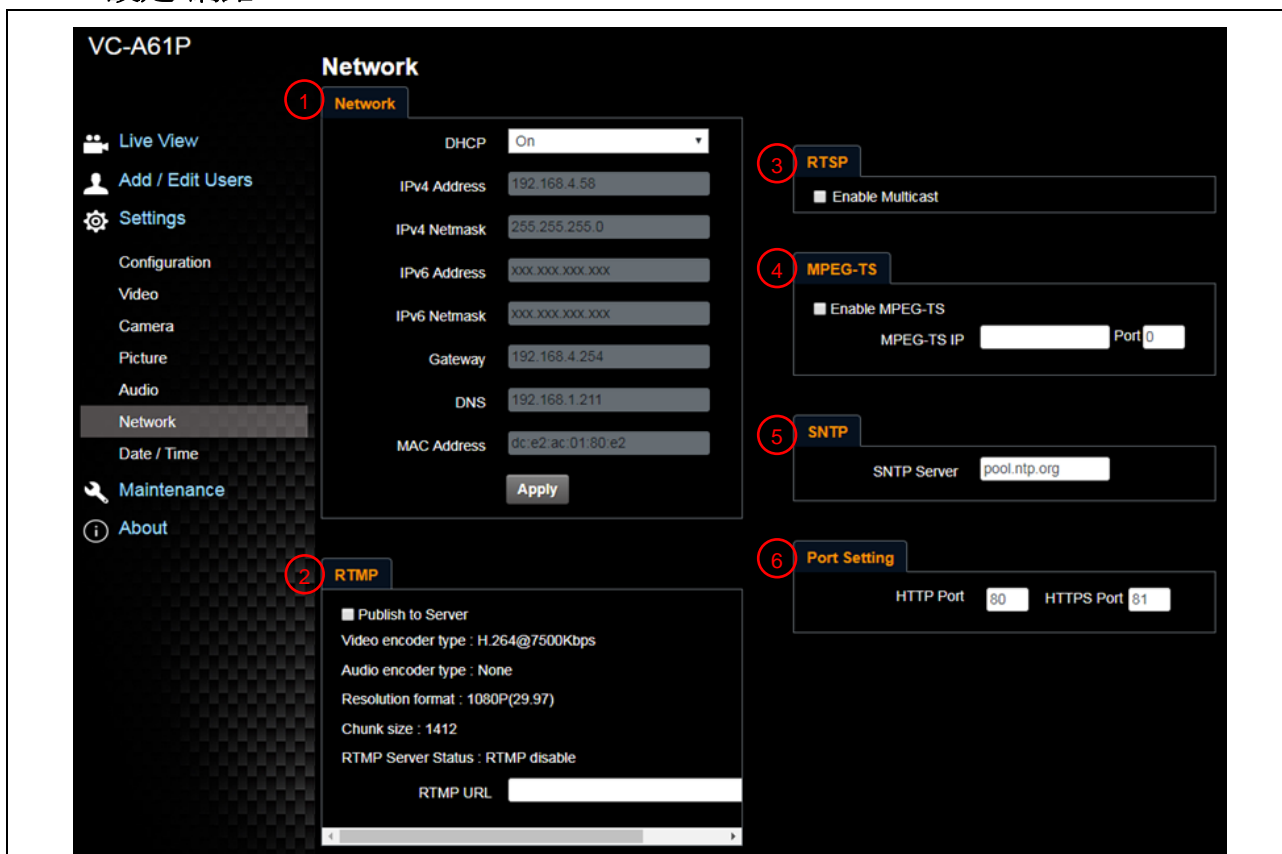 VC-A61P
Live View
Add / Edit Users
Settings
Configuration
Video
Camera
Picture
Audio
Network
Date / Time
Maintenance
About
Network
1
Network
DHCP On
IPv4 Address 192.168.4.58
IPv4 Netmask 255.255.255.0
IPv6 Address xxx.xxx.xxx.xxx
IPv6 Netmask xxx.xxx.xxx.xxx
Gateway 192.168.4.254
DNS 192.168.1.211
MAC Address dc:e2:ac:01:80:e2
Apply
2
RTMP
Publish to Server
Video encoder type : H.264@7500Kbps
Audio encoder type : None
Resolution format : 1080P(29.97)
Chunk size : 1412
RTMP Server Status : RTMP disable
RTMP URL
3
RTSP
Enable Multicast
4
MPEG-TS
Enable MPEG-TS
MPEG-TS IP Port 0
5
SNTP
SNTP Server pool.ntp.org
6
Port Setting
HTTP Port 80 HTTPS Port 81